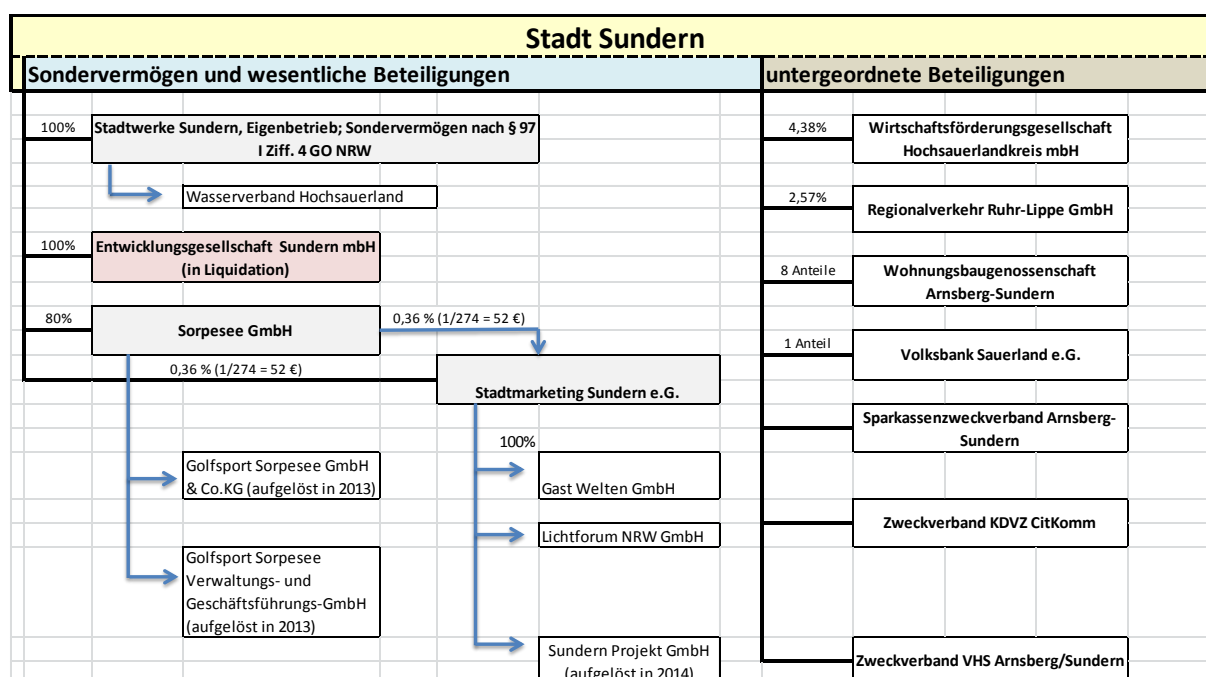 Stadt Sundern
Sondervermögen und wesentliche Beteiligungen
100%
Stadtwerke Sundern, Eigenbetrieb; Sondervermögen nach § 97
I Ziff. 4 GO NRW
Wasserverband Hochsauerland
100%
Entwicklungsgesellschaft Sundern mbH
(in Liquidation)
80%
Sorpesee GmbH
0,36 % (1/274 = 52 €)
0,36 % (1/274 = 52 €)
Stadtmarketing Sundern e.G.
Golfsport Sorpesee GmbH
& Co.KG (aufgelöst in 2013)
Golfsport Sorpesee
Verwaltungs- und
Geschäftsführungs-GmbH
(aufgelöst in 2013)
100%
Gast Welten GmbH
Lichtforum NRW GmbH
Sundern Projekt GmbH
(aufgelöst in 2014)
untergeordnete Beteiligungen
4,38%
Wirtschaftsförderungsgesellschaft
Hochsauerlandkreis mbH
2,57%
Regionalverkehr Ruhr-Lippe GmbH
8 Anteile
Wohnungsbaugenossenschaft
Arnsberg-Sundern
1 Anteil
Volksbank Sauerland e.G.
Sparkassenzweckverband Arnsberg-
Sundern
Zweckverband KDVZ CitKomm
Zweckverband VHS Arnsberg/Sundern